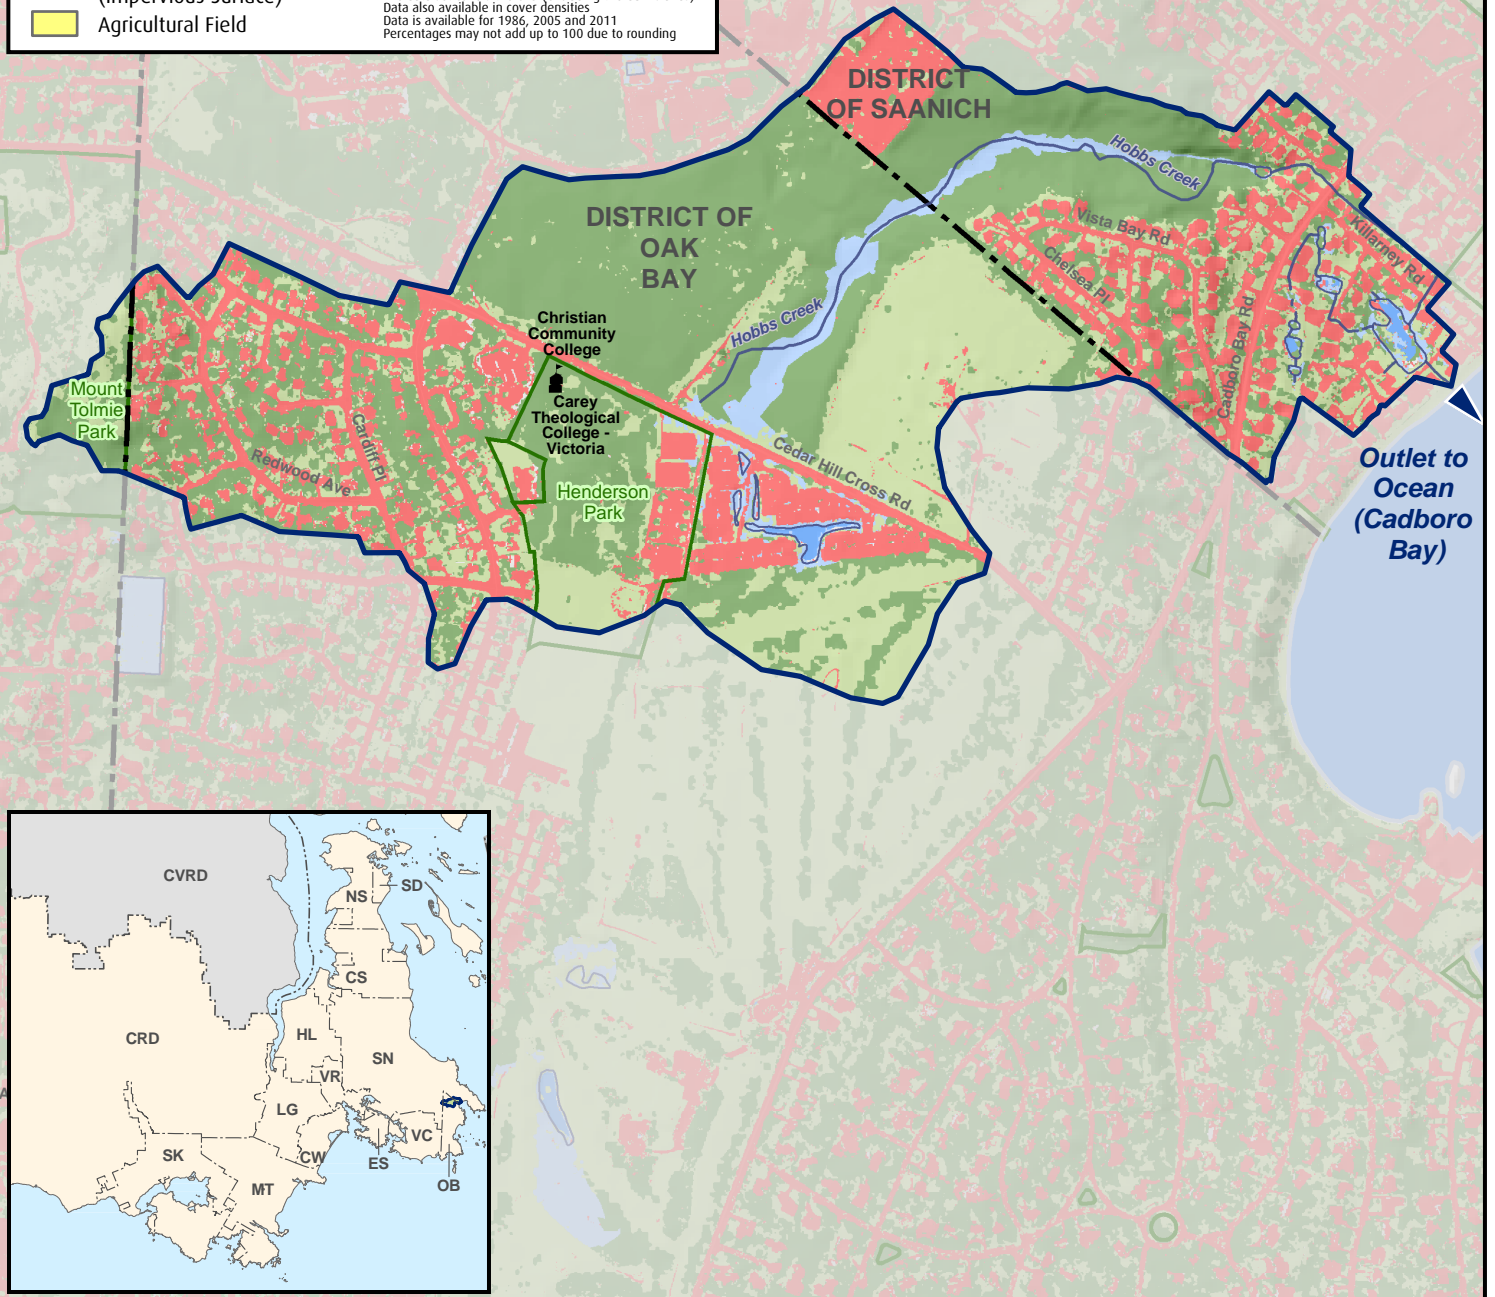 (Impervious Surface)
Agricultural Field
Data also available in cover densities
Data is available for 1986, 2005 and 2011
Percentages may not add up to 100 due to rounding
DISTRICT
OF SAANICH
Hobbs Creek
DISTRICT OF
OAK
BAY
Vista Bay Rd
Killarney Rd
Chelsea Pl
Hobbs Creek
Cadboro Bay Rd
Christian
Community
College
Carey
Theological
College -
Victoria
Mount
Tolmie
Park
Cardiff Pl
Redwood Ave
Henderson
Park
Cedar Hill Cross Rd
Outlet to
Ocean
(Cadboro
Bay)
CVRD
NS
SD
CS
CRD
HL
SN
VR
LG
VC
SK
CW
ES
MT
OB